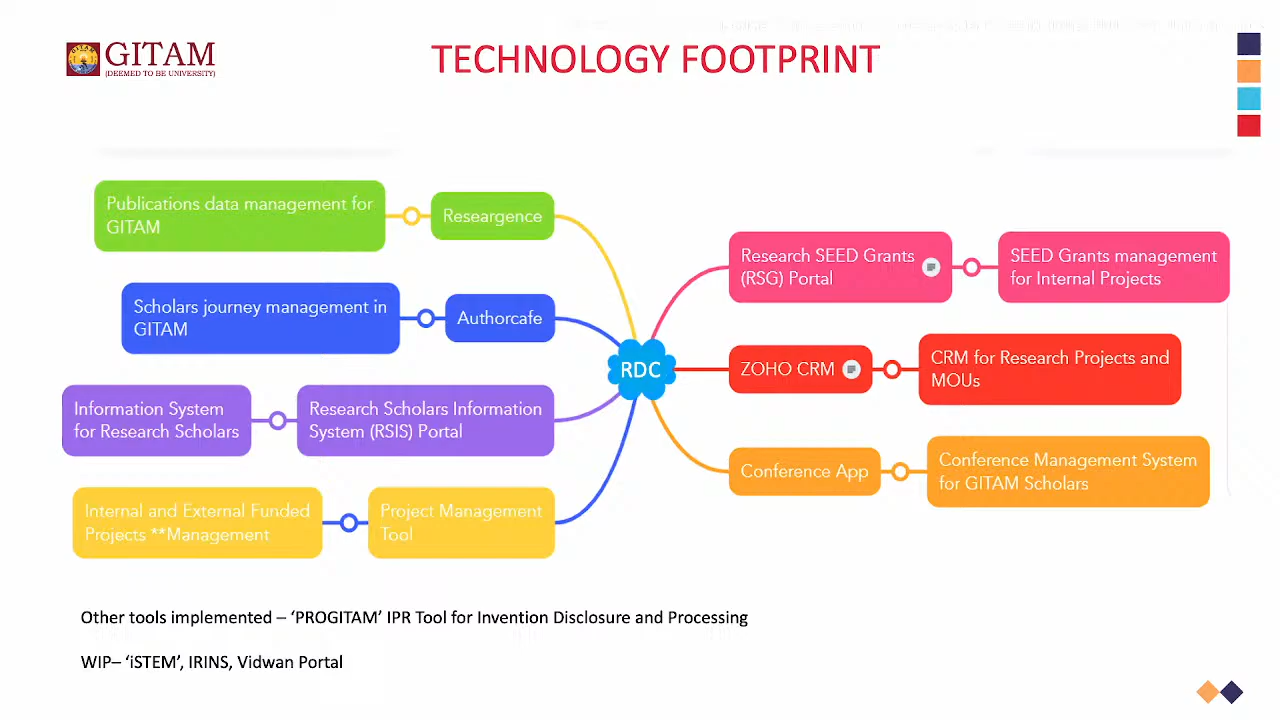 GITAM
(DEEMED TO BE UNIVERSITY)
TECHNOLOGY FOOTPRINT
Publications data management for
GITAM
Researgence
Scholars journey management in
GITAM
Authorcafe
Information System
for Research Scholars
Research Scholars Information
System (RSIS) Portal
Internal and External Funded
Projects **Management
Project Management
Tool
RDC
Research SEED Grants
(RSG) Portal
SEED Grants management
for Internal Projects
ZOHO CRM
CRM for Research Projects and
MOUs
Conference App
Conference Management System
for GITAM Scholars
Other tools implemented – ‘PROGITAM’ IPR Tool for Invention Disclosure and Processing
WIP– ‘iSTEM’, IRINS, Vidwan Portal